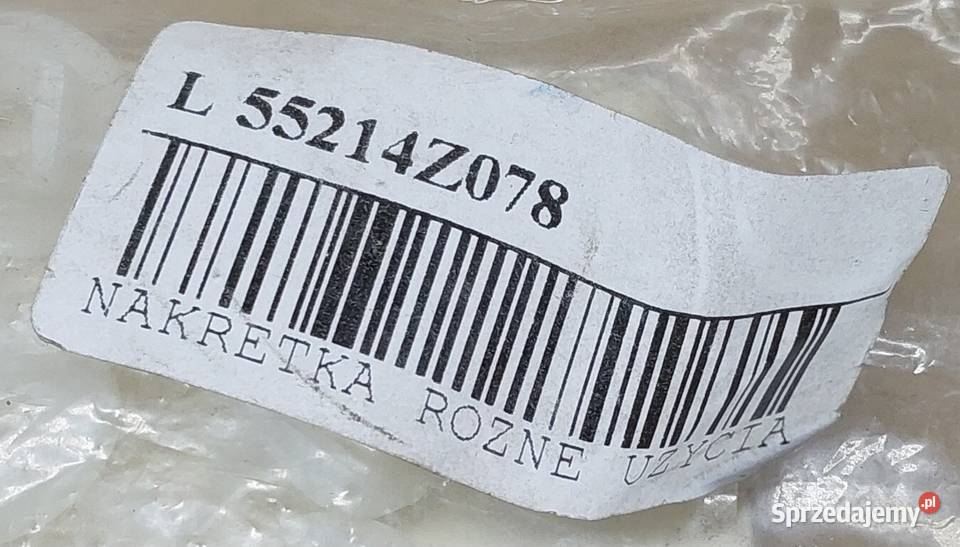 L 55214Z078
NAKRETKA ROZNE UZYCIA
Sprzedajemy.pl